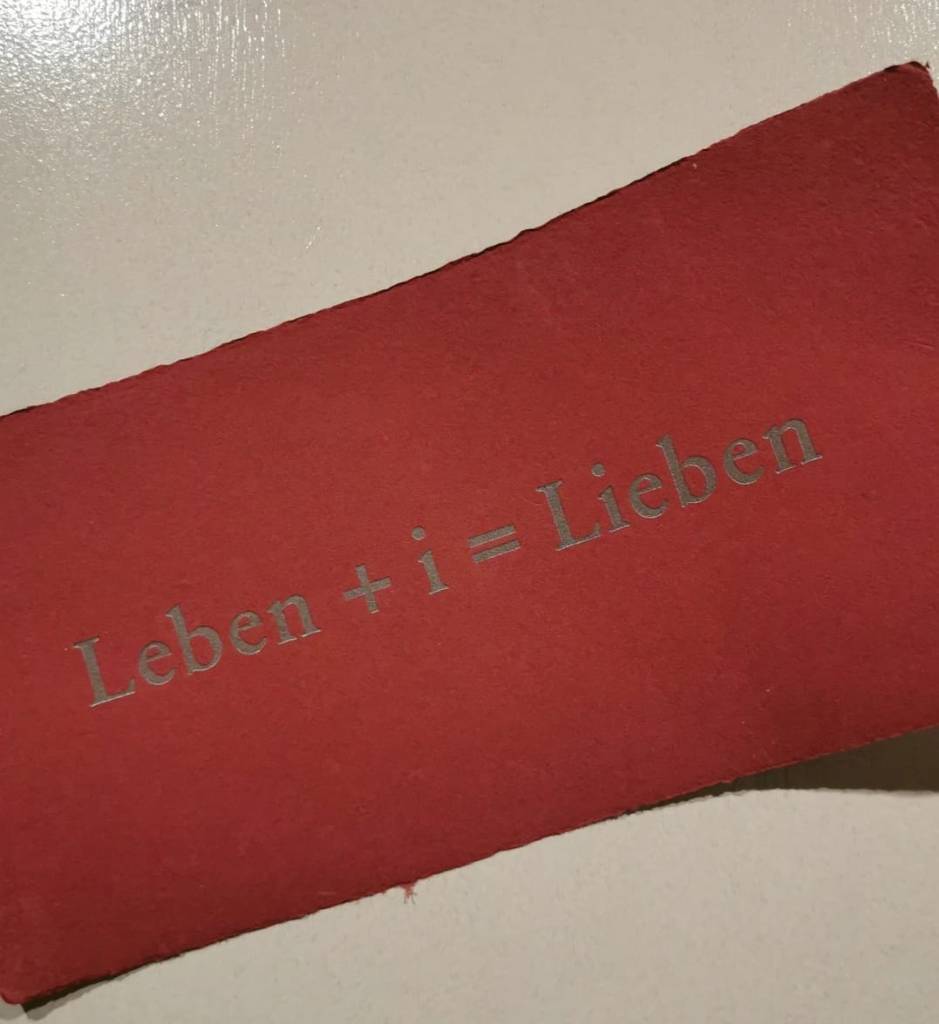 Leben + i = Lieben